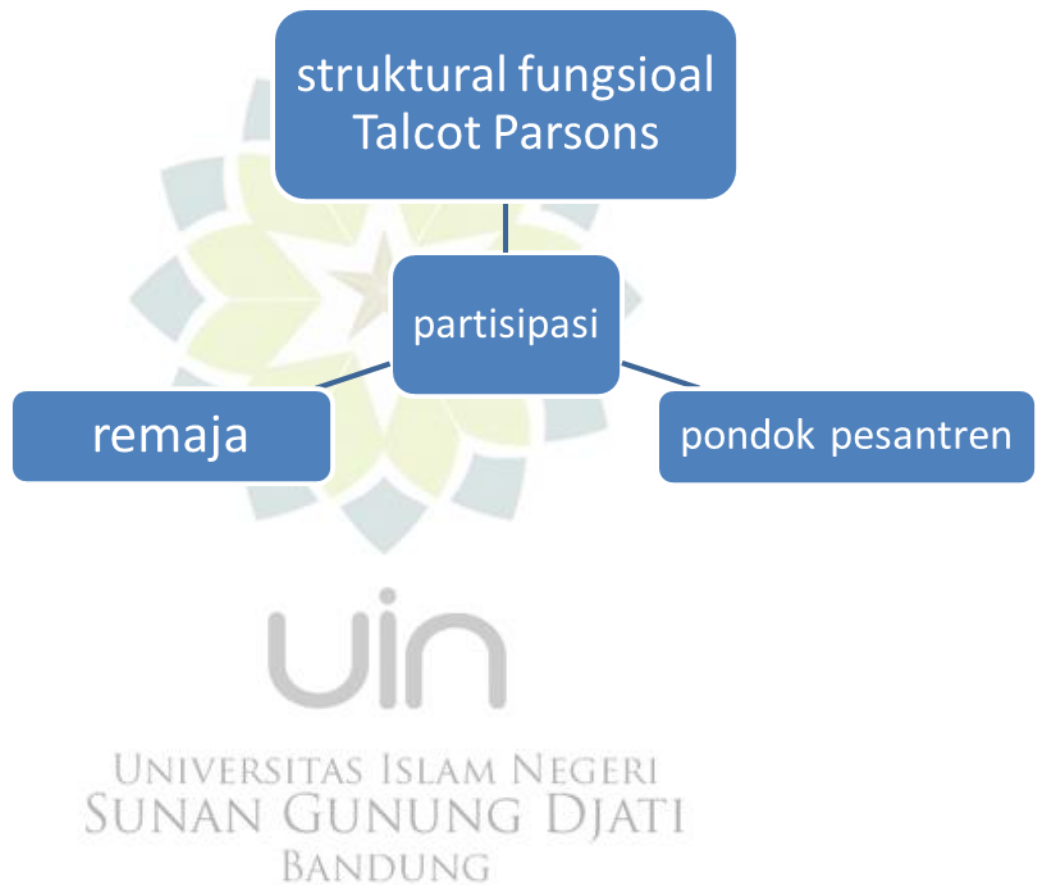 struktural fungsioal
Talcot Parsons
partisipasi
remaja
pondok pesantren
uin
UNIVERSITAS ISLAM NEGERI
SUNAN GUNUNG DJATI
BANDUNG